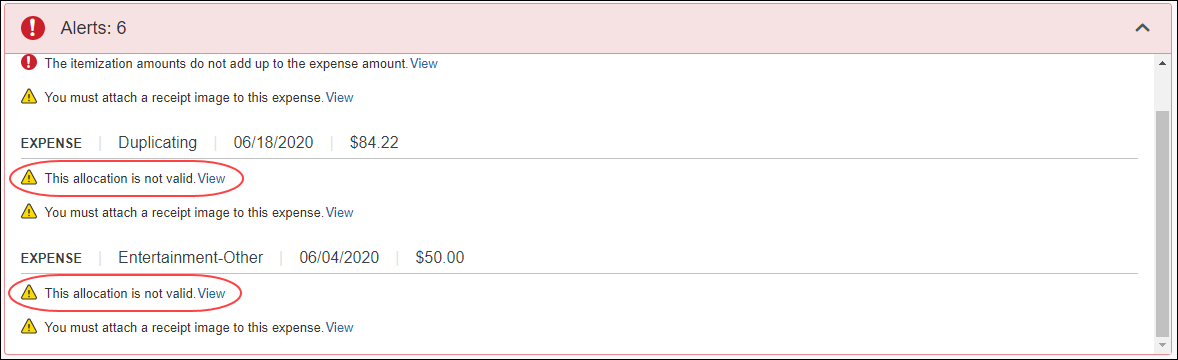 Alerts: 6
The itemization amounts do not add up to the expense amount. View
You must attach a receipt image to this expense. View
EXPENSE | Duplicating | 06/18/2020 | $84.22
This allocation is not valid. View
You must attach a receipt image to this expense. View
EXPENSE | Entertainment-Other | 06/04/2020 | $50.00
This allocation is not valid. View
You must attach a receipt image to this expense. View